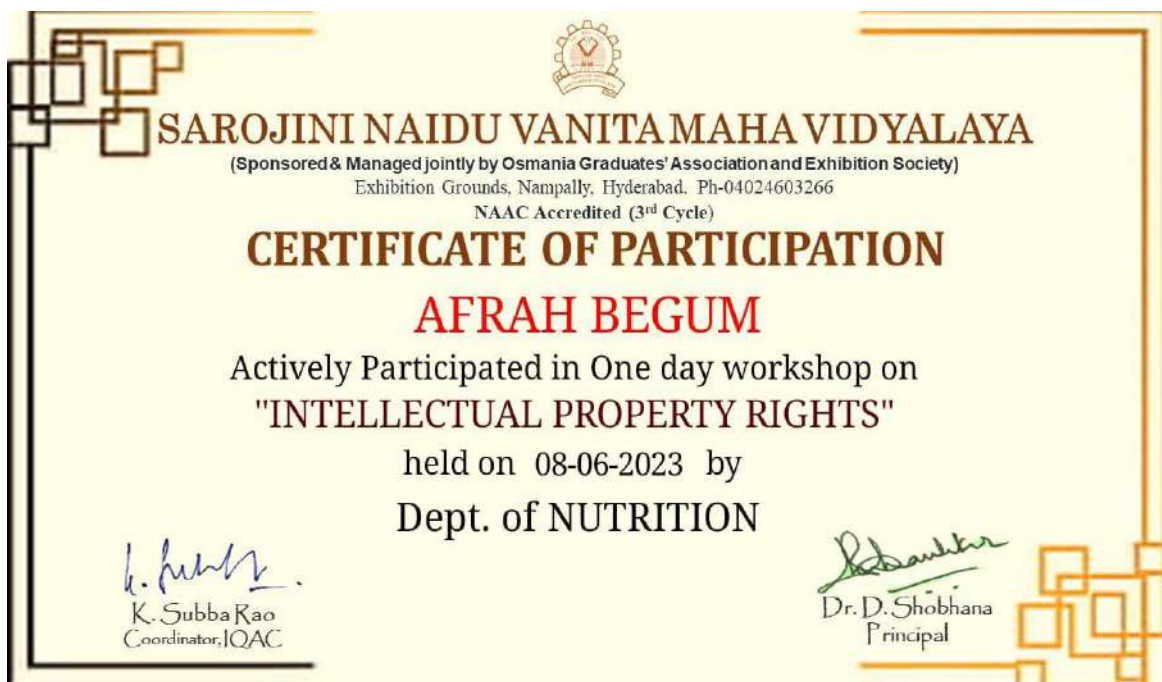 SAROJINI NAIDU VANITA MAHA VIDYALAYA
(Sponsored & Managed jointly by Osmania Graduates' Association and Exhibition Society)
Exhibition Grounds, Nampally, Hyderabad. Ph-04024603266
NAAC Accredited (3rd Cycle)
CERTIFICATE OF PARTICIPATION
AFRAH BEGUM
Actively Participated in One day workshop on
"INTELLECTUAL PROPERTY RIGHTS"
held on 08-06-2023 by
Dept. of NUTRITION
K. Subba Rao
Coordinator, IQAC
Dr. D. Shobhana
Principal